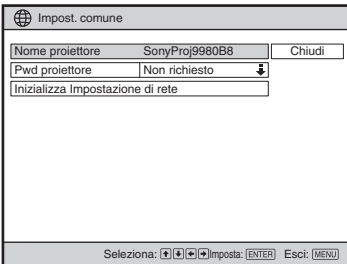 Impost. comune
Nome proiettore SonyProj9980B8 Chiudi
Pwd proiettore Non richiesto
Inizializza Impostazione di rete
Seleziona: Imposta: ENTER Esci: MENU